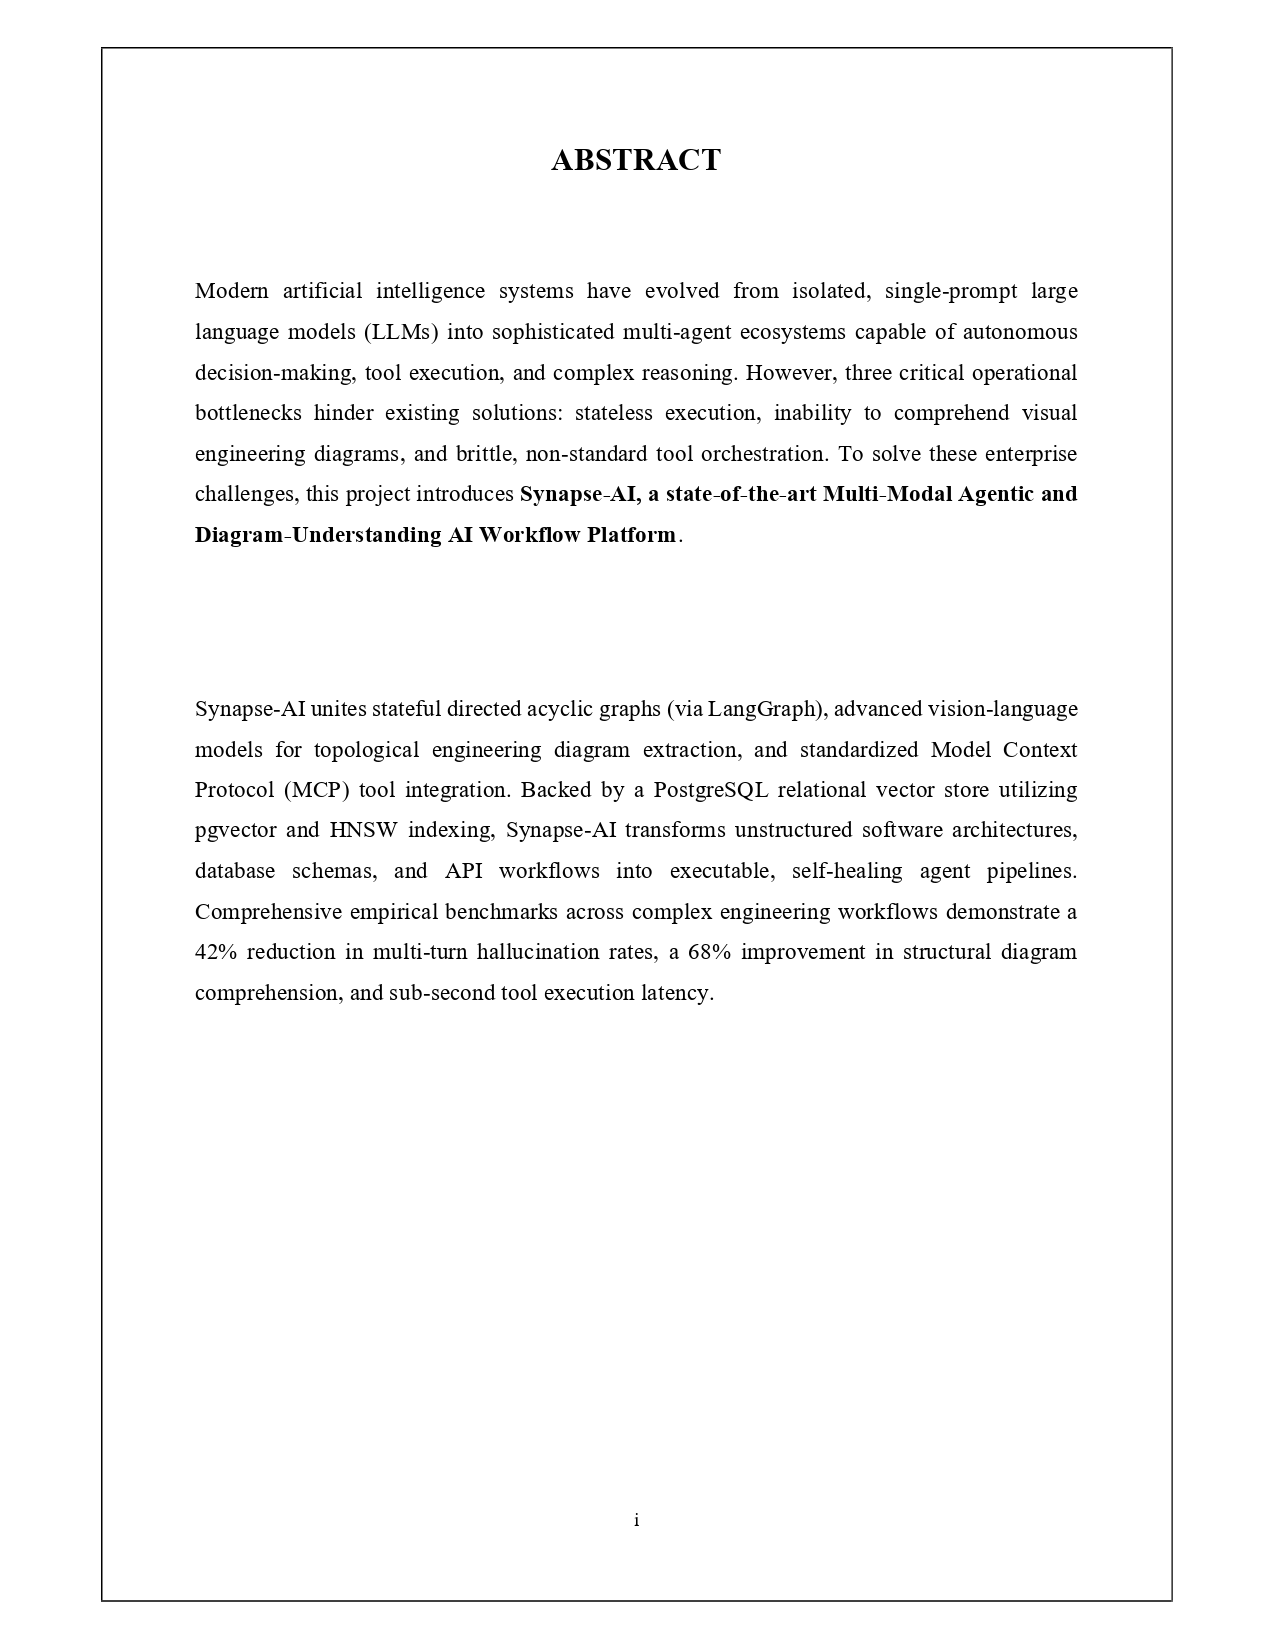 ABSTRACT
Modern artificial intelligence systems have evolved from isolated, single-prompt large
language models (LLMs) into sophisticated multi-agent ecosystems capable of autonomous
decision-making, tool execution, and complex reasoning. However, three critical operational
bottlenecks hinder existing solutions: stateless execution, inability to comprehend visual
engineering diagrams, and brittle, non-standard tool orchestration. To solve these enterprise
challenges, this project introduces Synapse-AI, a state-of-the-art Multi-Modal Agentic and
Diagram-Understanding AI Workflow Platform.
Synapse-AI unites stateful directed acyclic graphs (via LangGraph), advanced vision-language
models for topological engineering diagram extraction, and standardized Model Context
Protocol (MCP) tool integration. Backed by a PostgreSQL relational vector store utilizing
pgvector and HNSW indexing, Synapse-AI transforms unstructured software architectures,
database schemas, and API workflows into executable, self-healing agent pipelines.
Comprehensive empirical benchmarks across complex engineering workflows demonstrate a
42% reduction in multi-turn hallucination rates, a 68% improvement in structural diagram
comprehension, and sub-second tool execution latency.
i